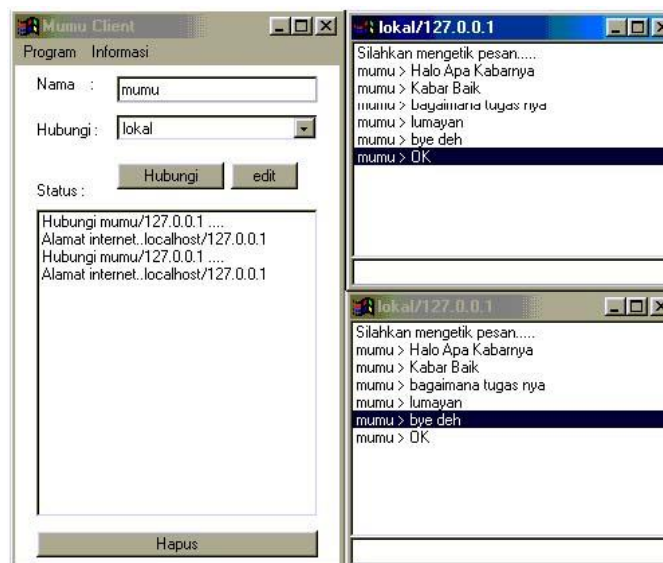 Mumu Client
Program Informasi
Nama : mumu
Hubungi : lokal
Hubungi edit
Status :
Hubungi mumu/127.0.0.1 ....
Alamat internet..localhost/127.0.0.1
Hubungi mumu/127.0.0.1 ....
Alamat internet..localhost/127.0.0.1
Hapus
lokal/127.0.0.1
Silahkan mengetik pesan.....
mumu > Halo Apa Kabarnya
mumu > Kabar Baik
mumu > bagaimana tugas nya
mumu > lumayan
mumu > bye deh
mumu > OK
lokal/127.0.0.1
Silahkan mengetik pesan.....
mumu > Halo Apa Kabarnya
mumu > Kabar Baik
mumu > bagaimana tugas nya
mumu > lumayan
mumu > bye deh
mumu > OK